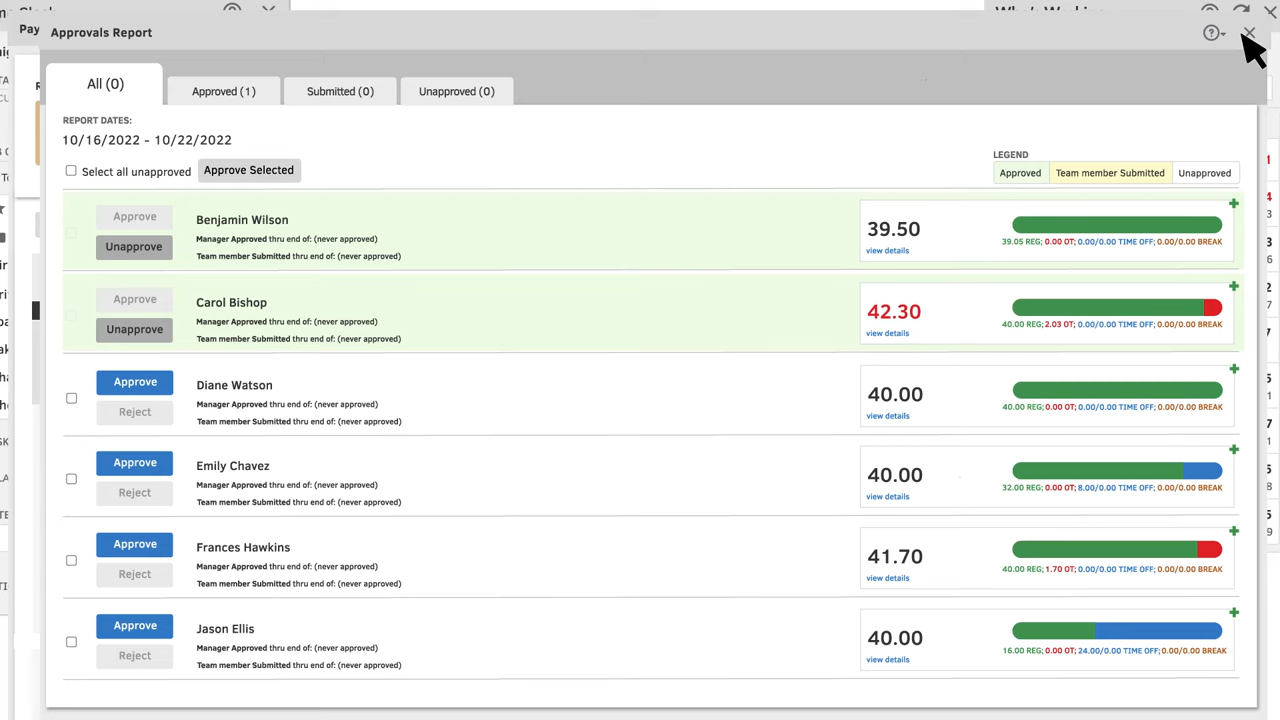 Pay
Approvals Report
All (0)
Approved (1)
Submitted (0)
Unapproved (0)
REPORT DATES:
10/16/2022 - 10/22/2022
Select all unapproved
Approve Selected
LEGEND
Approved
Team member Submitted
Unapproved
Approve
Unapprove
Benjamin Wilson
Manager Approved thru end of: (never approved)
Team member Submitted thru end of: (never approved)
39.50
view details
39.05 REG; 0.00 OT; 0.00/0.00 TIME OFF; 0.00/0.00 BREAK
Approve
Unapprove
Carol Bishop
Manager Approved thru end of: (never approved)
Team member Submitted thru end of: (never approved)
42.30
view details
40.00 REG; 2.03 OT; 0.00/0.00 TIME OFF; 0.00/0.00 BREAK
Approve
Reject
Diane Watson
Manager Approved thru end of: (never approved)
Team member Submitted thru end of: (never approved)
40.00
view details
40.00 REG; 0.00 OT; 0.00/0.00 TIME OFF; 0.00/0.00 BREAK
Approve
Reject
Emily Chavez
Manager Approved thru end of: (never approved)
Team member Submitted thru end of: (never approved)
40.00
view details
32.00 REG; 0.00 OT; 8.00/0.00 TIME OFF; 0.00/0.00 BREAK
Approve
Reject
Frances Hawkins
Manager Approved thru end of: (never approved)
Team member Submitted thru end of: (never approved)
41.70
view details
40.00 REG; 1.70 OT; 0.00/0.00 TIME OFF; 0.00/0.00 BREAK
Approve
Reject
Jason Ellis
Manager Approved thru end of: (never approved)
Team member Submitted thru end of: (never approved)
40.00
view details
16.00 REG; 0.00 OT; 24.00/0.00 TIME OFF; 0.00/0.00 BREAK